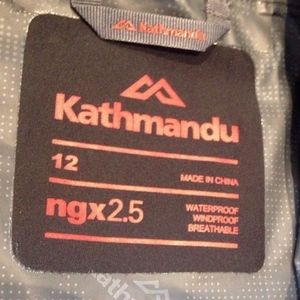 Kathmandu
Kathmandu
12
MADE IN CHINA
ngx2.5
WATERPROOF
WINDPROOF
BREATHABLE